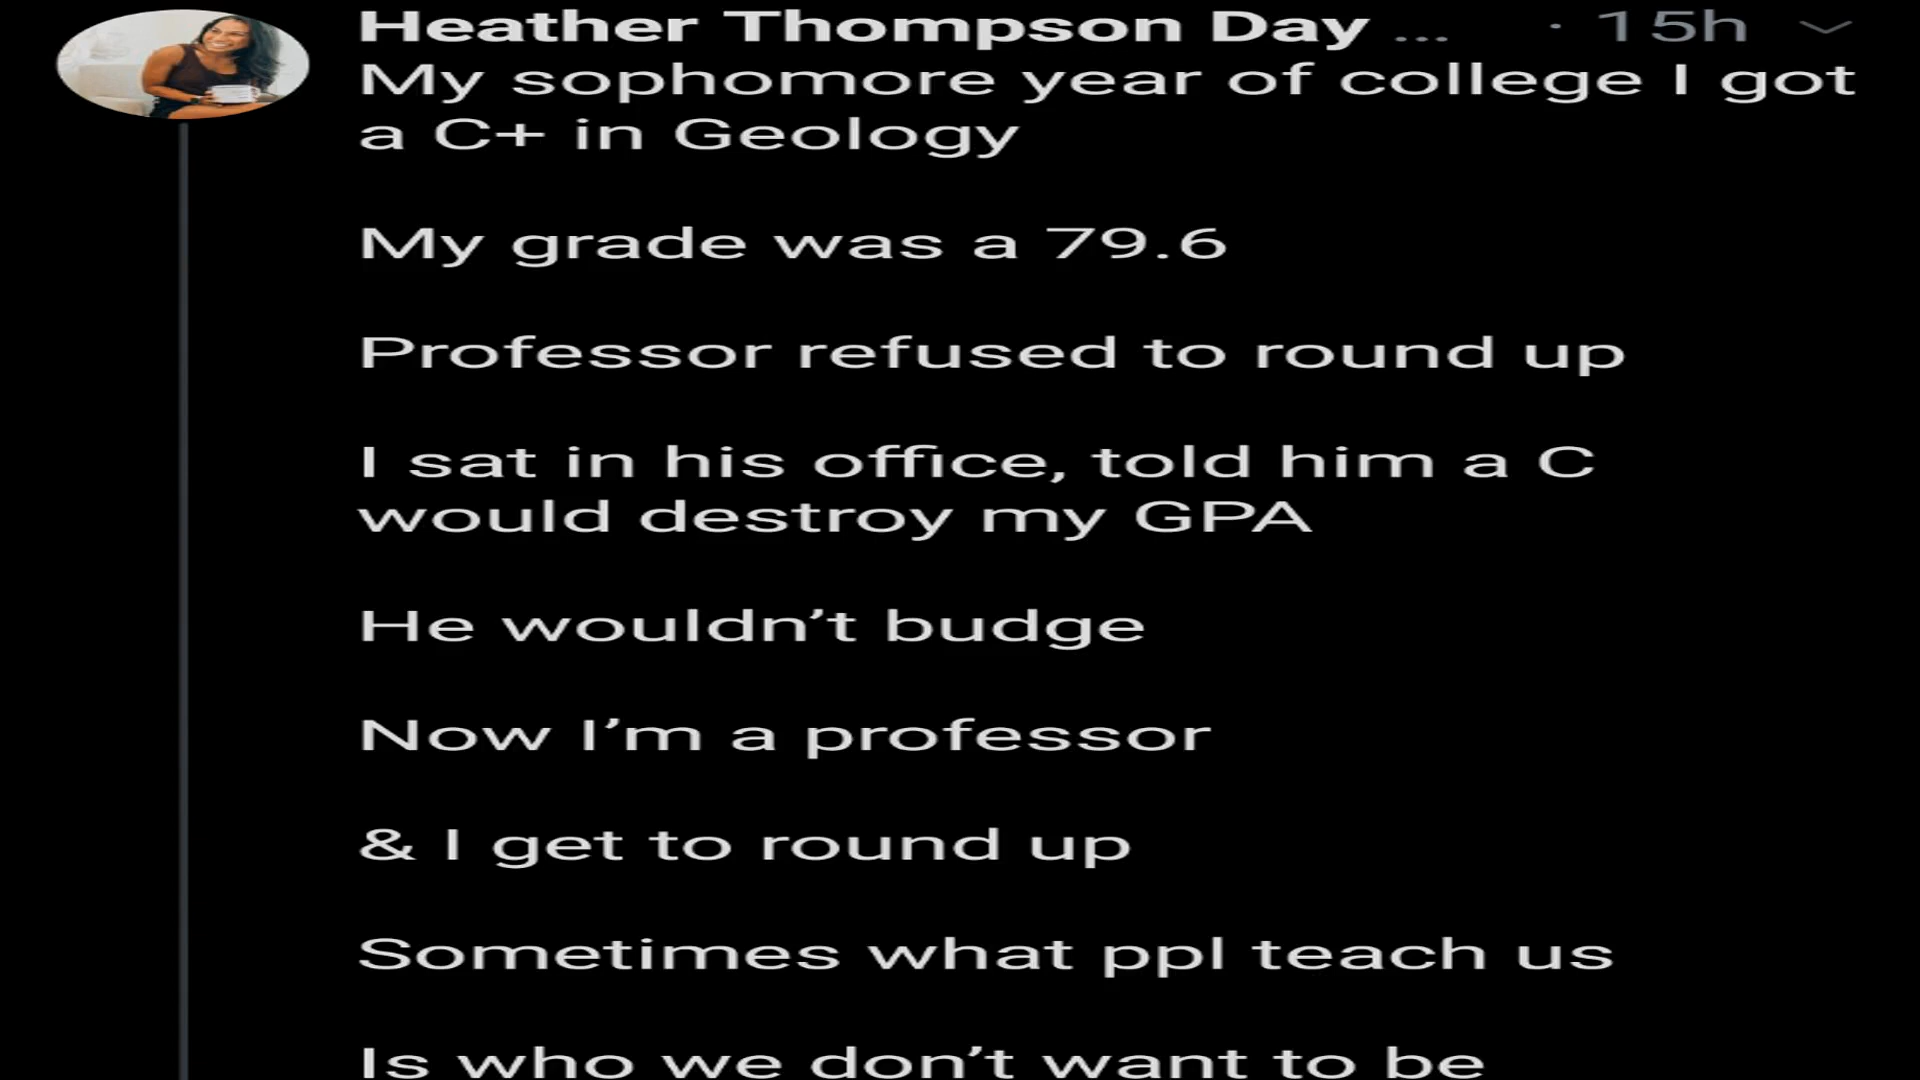 Heather Thompson Day ... · 15h
My sophomore year of college I got
a C+ in Geology
My grade was a 79.6
Professor refused to round up
I sat in his office, told him a C
would destroy my GPA
He wouldn’t budge
Now I’m a professor
& I get to round up
Sometimes what ppl teach us
Is who we don’t want to be